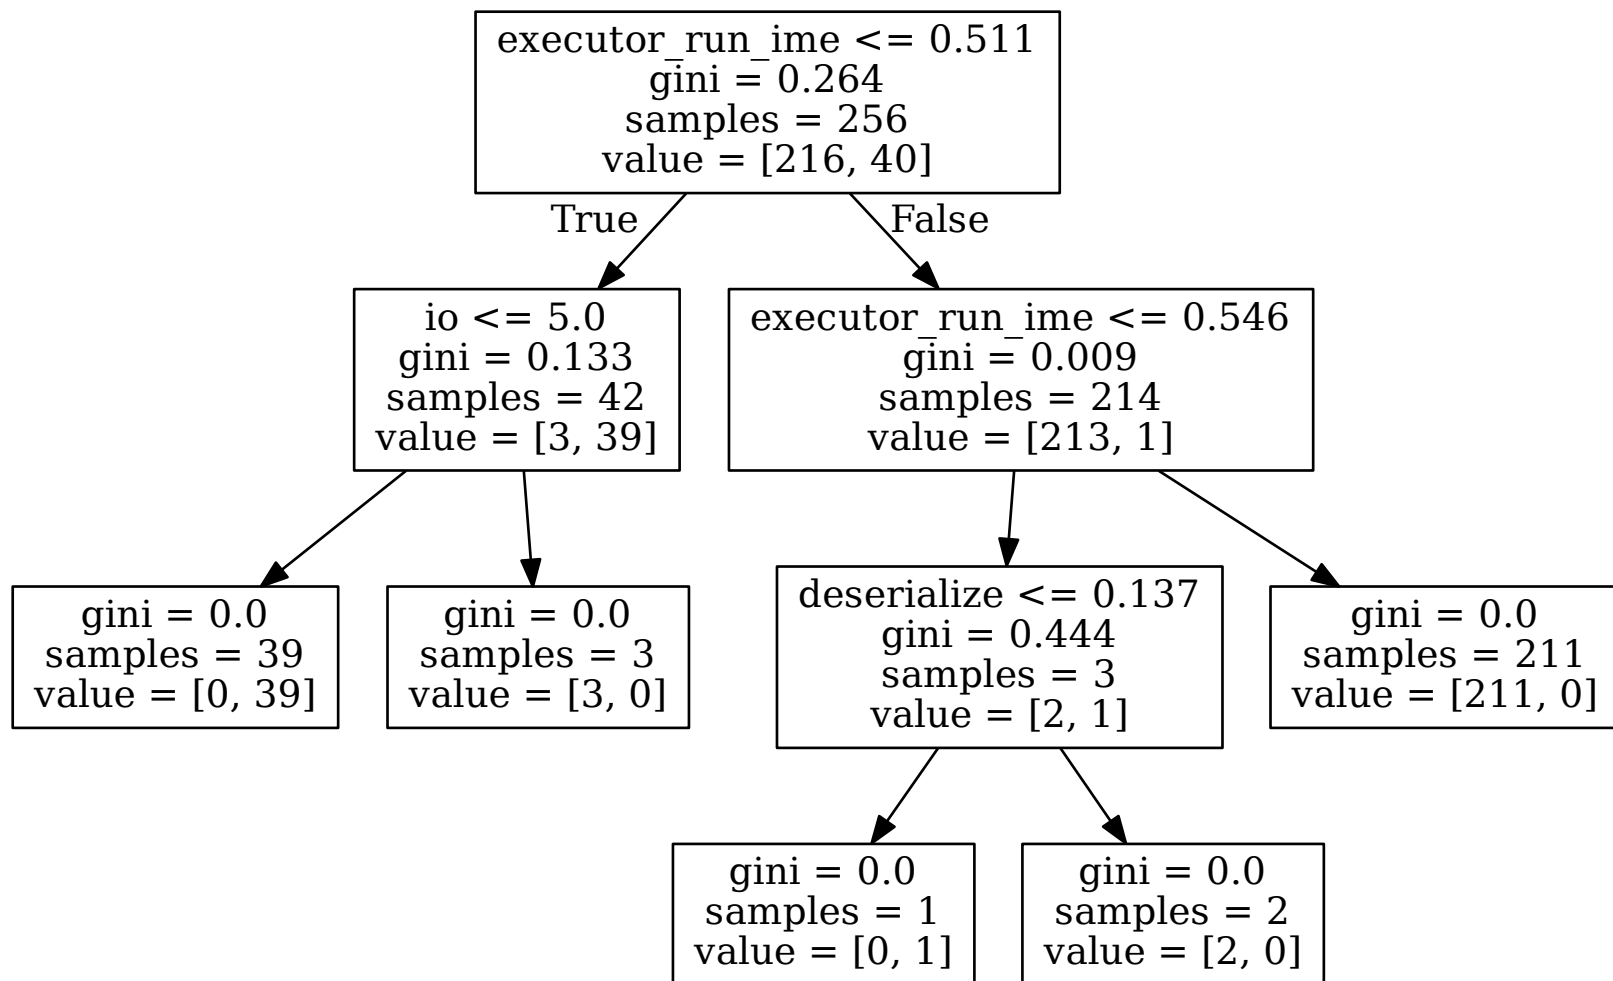 executor_run_ime <= 0.511
gini = 0.264
samples = 256
value = [216, 40]
True
False
io <= 5.0
gini = 0.133
samples = 42
value = [3, 39]
executor_run_ime <= 0.546
gini = 0.009
samples = 214
value = [213, 1]
gini = 0.0
samples = 39
value = [0, 39]
gini = 0.0
samples = 3
value = [3, 0]
deserialize <= 0.137
gini = 0.444
samples = 3
value = [2, 1]
gini = 0.0
samples = 211
value = [211, 0]
gini = 0.0
samples = 1
value = [0, 1]
gini = 0.0
samples = 2
value = [2, 0]